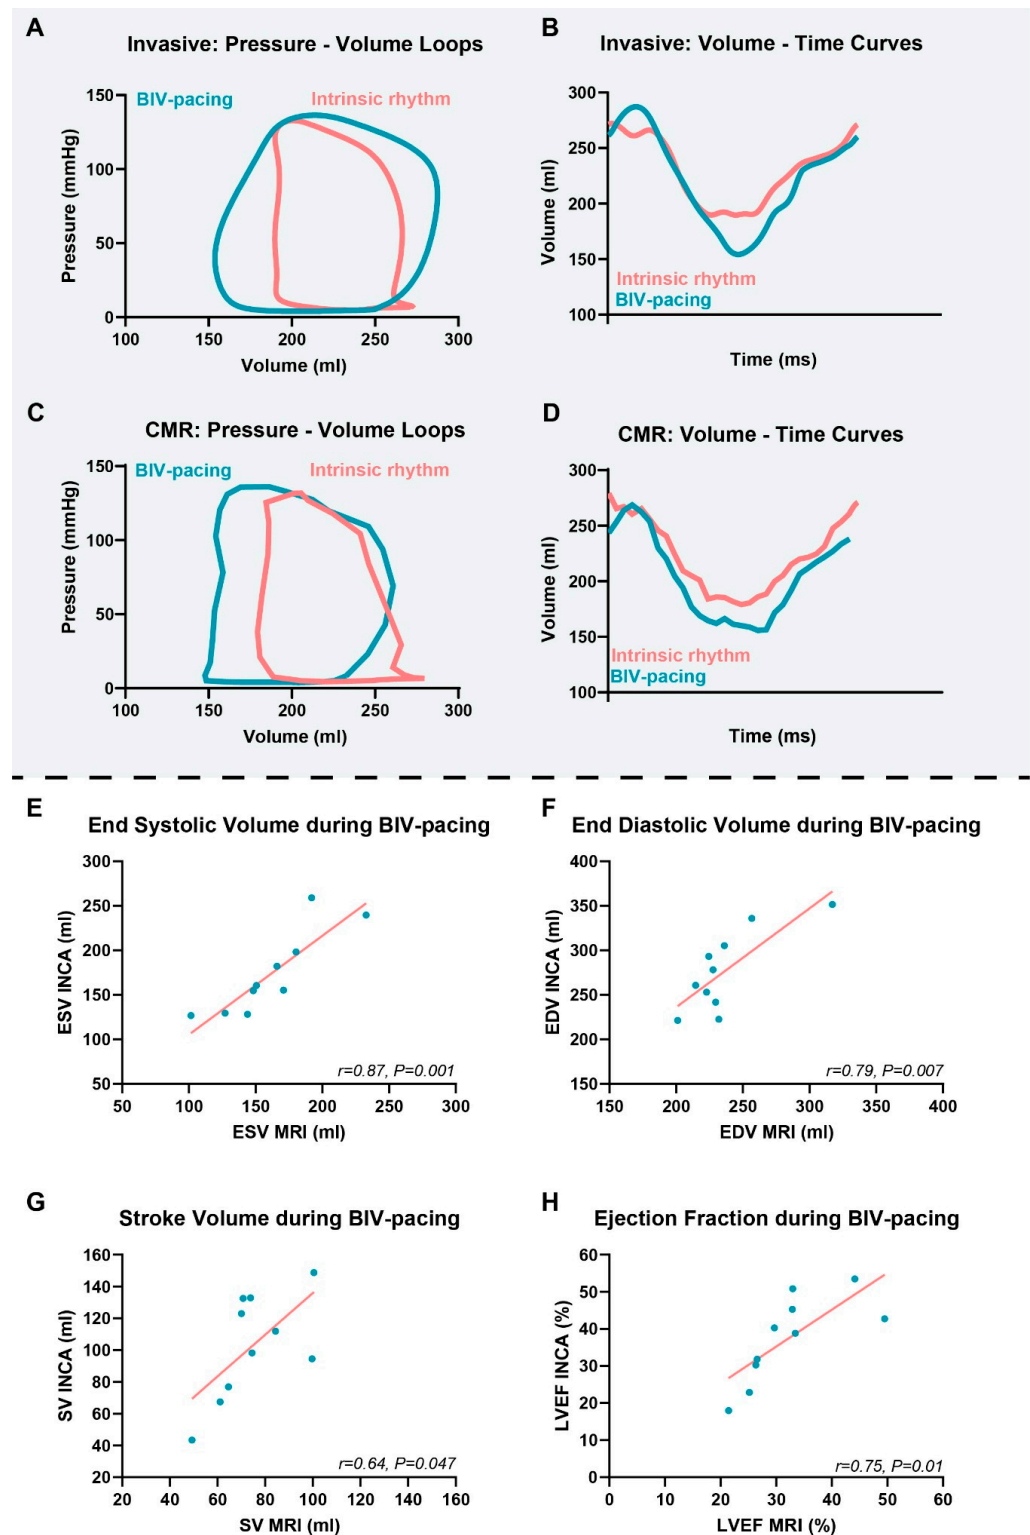 A
Invasive: Pressure - Volume Loops
BIV-pacing
Intrinsic rhythm
150
100
50
0
100
150
200
250
300
Pressure (mmHg)
Volume (ml)
B
Invasive: Volume - Time Curves
300
250
200
150
100
Volume (ml)
Intrinsic rhythm
BIV-pacing
Time (ms)
C
CMR: Pressure - Volume Loops
BIV-pacing
Intrinsic rhythm
150
100
50
0
100
150
200
250
300
Pressure (mmHg)
Volume (ml)
D
CMR: Volume - Time Curves
300
250
200
150
100
Volume (ml)
Intrinsic rhythm
BIV-pacing
Time (ms)
E
End Systolic Volume during BIV-pacing
300
250
200
150
100
50
ESV INCA (ml)
r=0.87, P=0.001
50
100
150
200
250
300
ESV MRI (ml)
F
End Diastolic Volume during BIV-pacing
400
350
300
250
200
150
EDV INCA (ml)
r=0.79, P=0.007
150
200
250
300
350
400
EDV MRI (ml)
G
Stroke Volume during BIV-pacing
160
140
120
100
80
60
40
20
SV INCA (ml)
r=0.64, P=0.047
20
40
60
80
100
120
140
160
SV MRI (ml)
H
Ejection Fraction during BIV-pacing
60
50
40
30
20
10
0
LVEF INCA (%)
r=0.75, P=0.01
0
10
20
30
40
50
60
LVEF MRI (%)